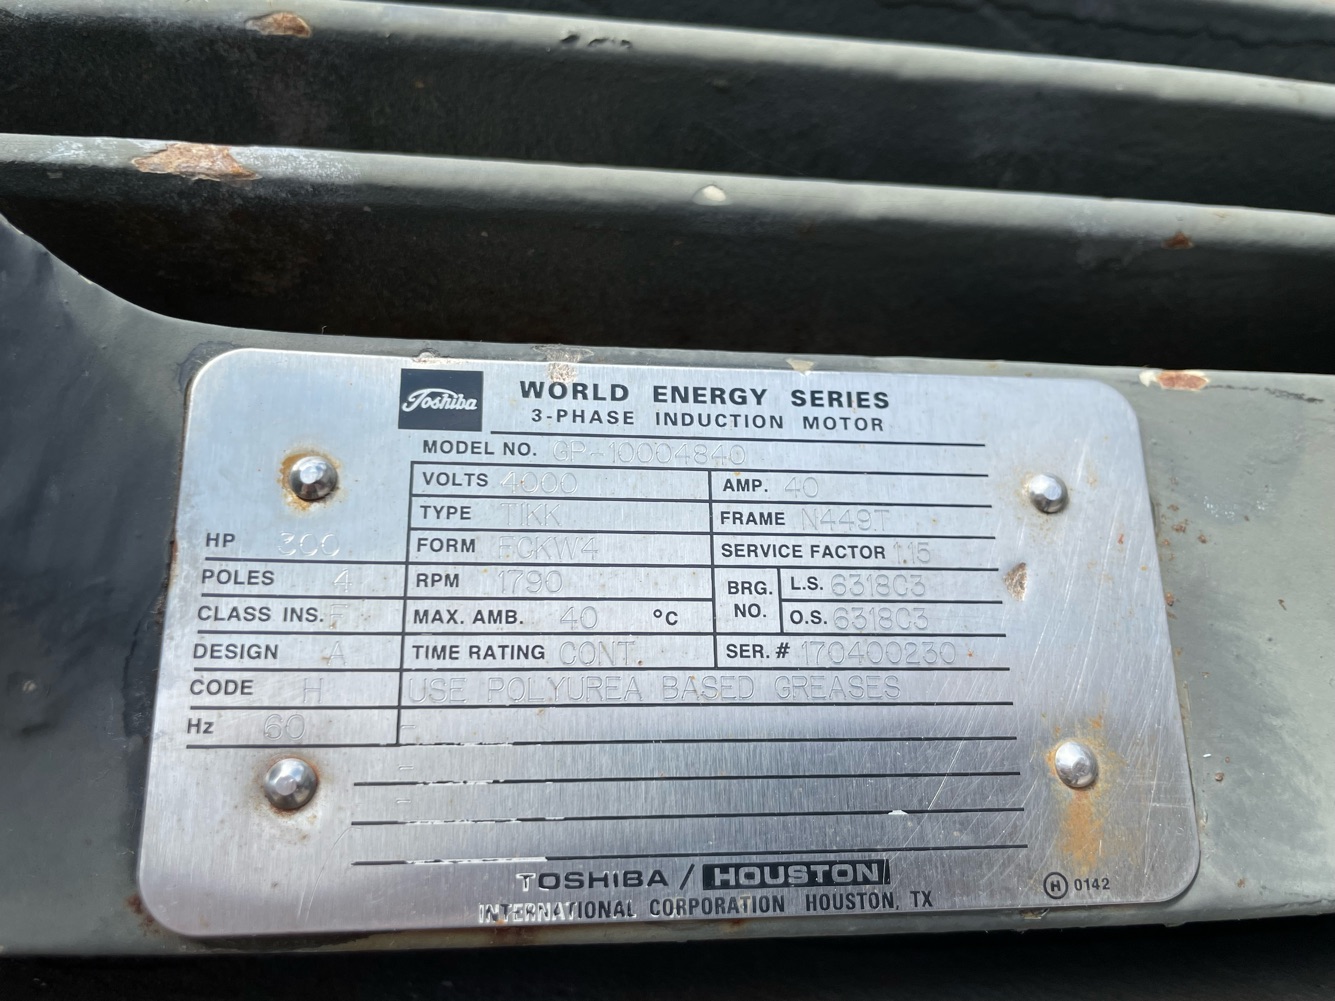 Toshiba
WORLD ENERGY SERIES
3-PHASE INDUCTION MOTOR
MODEL NO. GP-10004840
VOLTS 4000 AMP. 40
TYPE TIKK FRAME N449T
HP 300 FORM FCKW4 SERVICE FACTOR 1.15
POLES 4 RPM 1790 BRG. NO. L.S. 6318C3
CLASS INS. F MAX. AMB. 40 °C O.S. 6318C3
DESIGN A TIME RATING CONT. SER. # 170400230
CODE H USE POLYUREA BASED GREASES
Hz 60 -
-
-
TOSHIBA / HOUSTON
INTERNATIONAL CORPORATION HOUSTON, TX
H 0142